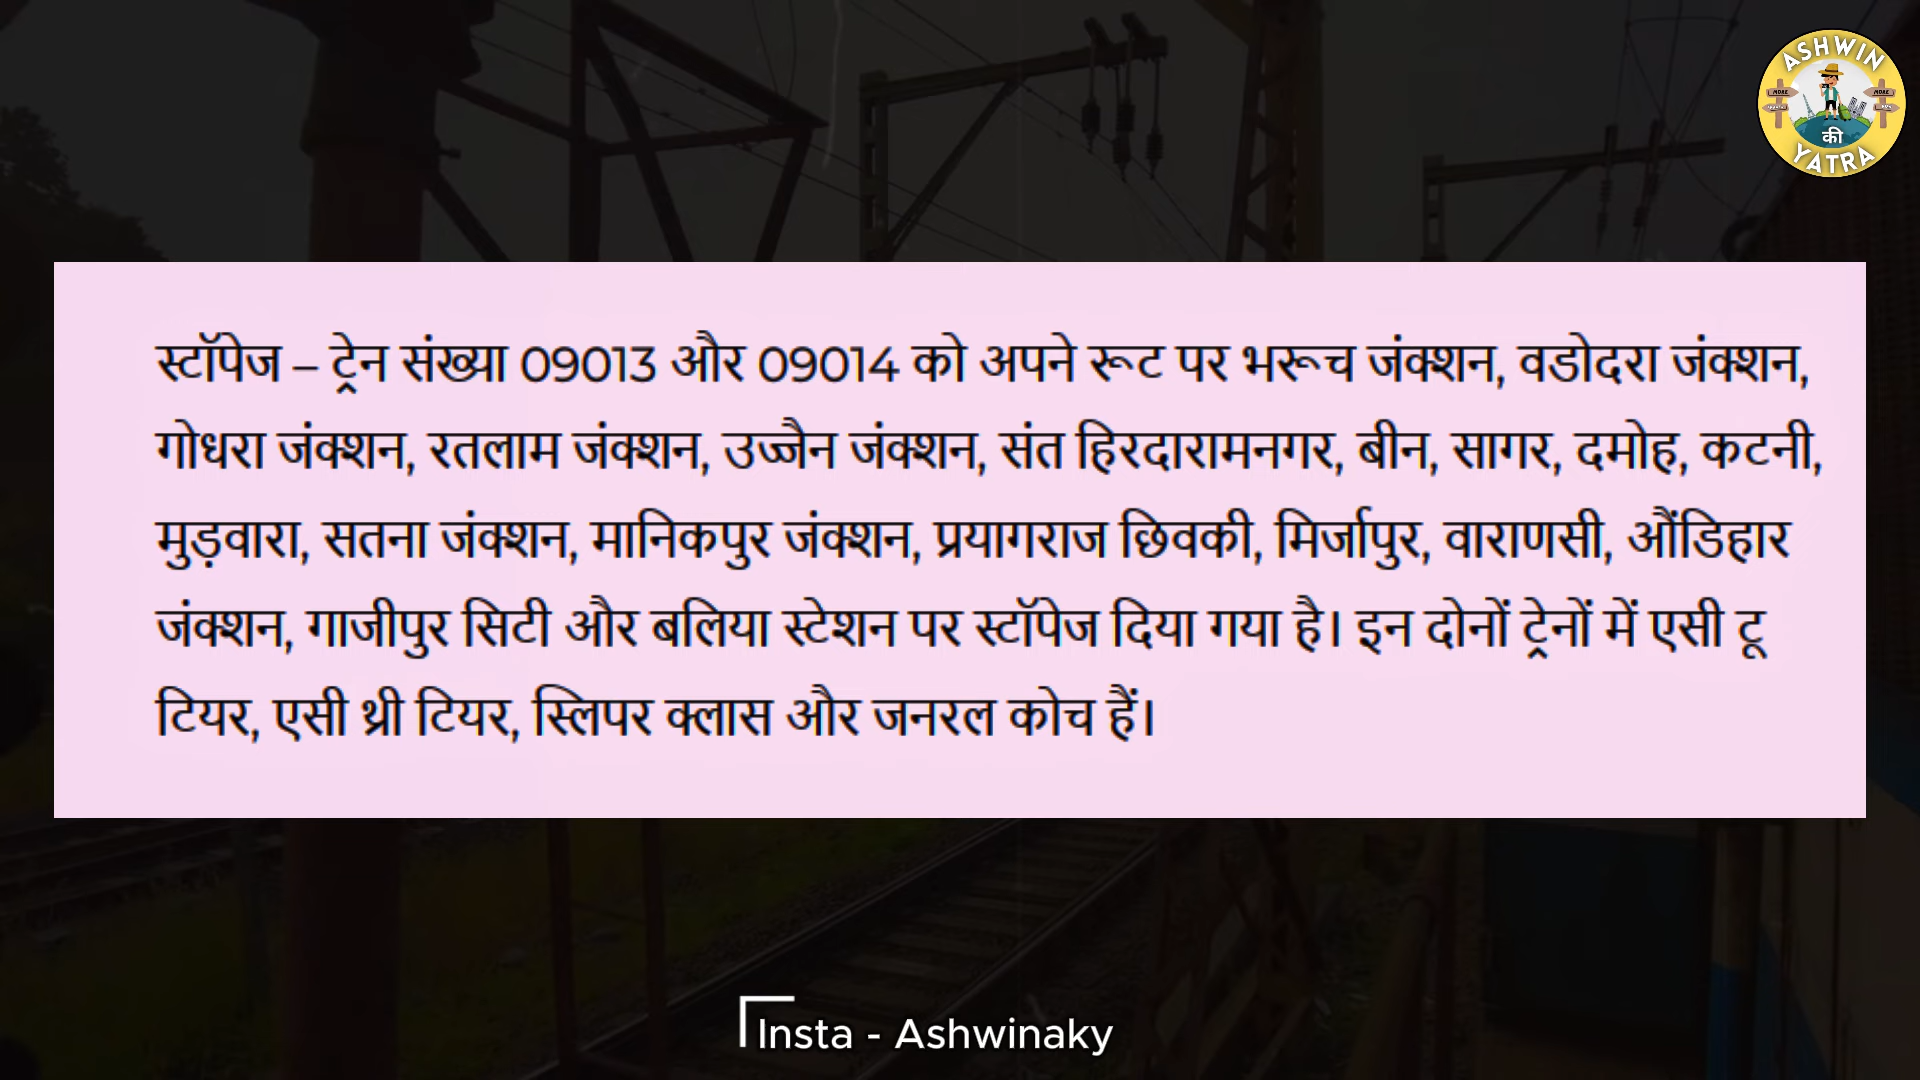 ASHWIN
MORE
MORE
की
YATRA
स्टॉपेज – ट्रेन संख्या 09013 और 09014 को अपने रूट पर भरूच जंक्शन, वडोदरा जंक्शन,
गोधरा जंक्शन, रतलाम जंक्शन, उज्जैन जंक्शन, संत हिरदारामनगर, बीन, सागर, दमोह, कटनी,
मुड़वारा, सतना जंक्शन, मानिकपुर जंक्शन, प्रयागराज छिवकी, मिर्जापुर, वाराणसी, औंडिहार
जंक्शन, गाजीपुर सिटी और बलिया स्टेशन पर स्टॉपेज दिया गया है। इन दोनों ट्रेनों में एसी टू
टियर, एसी थ्री टियर, स्लिपर क्लास और जनरल कोच हैं।
Insta - Ashwinaky